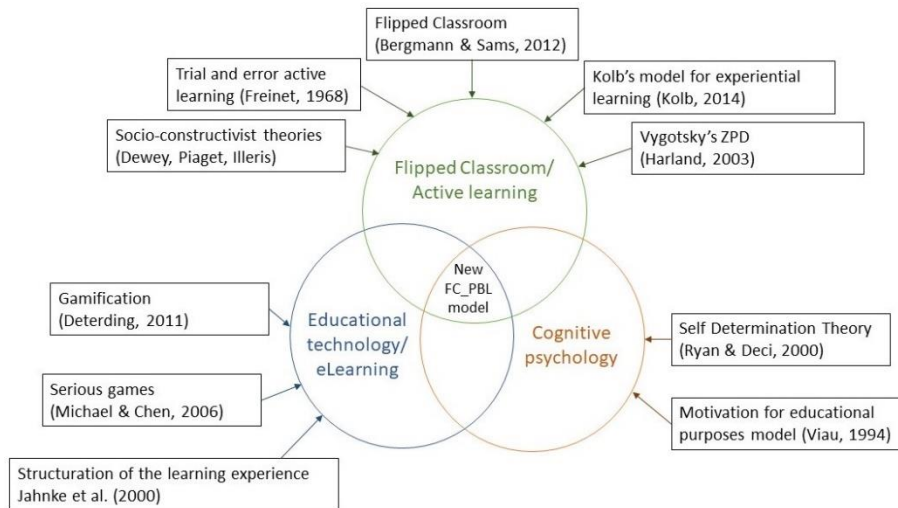 Flipped Classroom
(Bergmann & Sams, 2012)
Trial and error active
learning (Freinet, 1968)
Kolb's model for experiential
learning (Kolb, 2014)
Socio-constructivist theories
(Dewey, Piaget, Illeris)
Vygotsky's ZPD
(Harland, 2003)
Flipped Classroom/
Active learning
New
FC_PBL
model
Gamification
(Deterding, 2011)
Educational
technology/
eLearning
Cognitive
psychology
Self Determination Theory
(Ryan & Deci, 2000)
Serious games
(Michael & Chen, 2006)
Motivation for educational
purposes model (Viau, 1994)
Structuration of the learning experience
Jahnke et al. (2000)